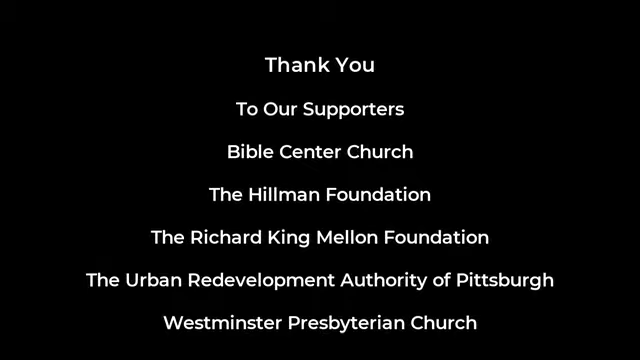 Thank You
To Our Supporters
Bible Center Church
The Hillman Foundation
The Richard King Mellon Foundation
The Urban Redevelopment Authority of Pittsburgh
Westminster Presbyterian Church